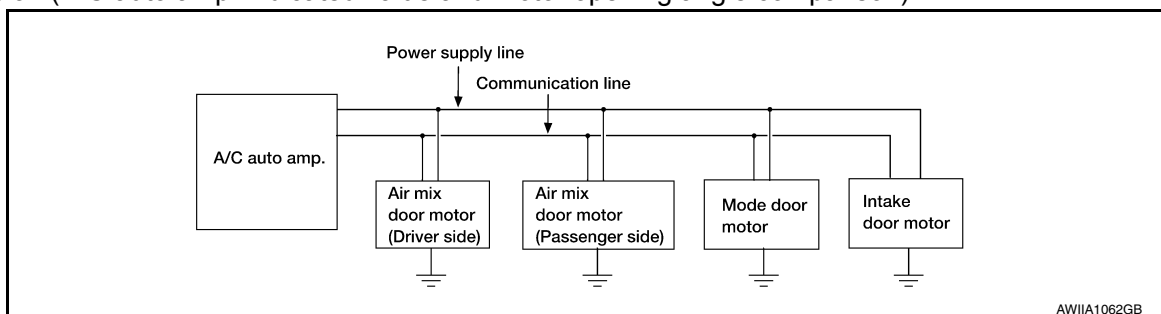 Power supply line
Communication line
A/C auto amp.
Air mix
door motor
(Driver side)
Air mix
door motor
(Passenger side)
Mode door
motor
Intake
door motor
AWIIA1062GB